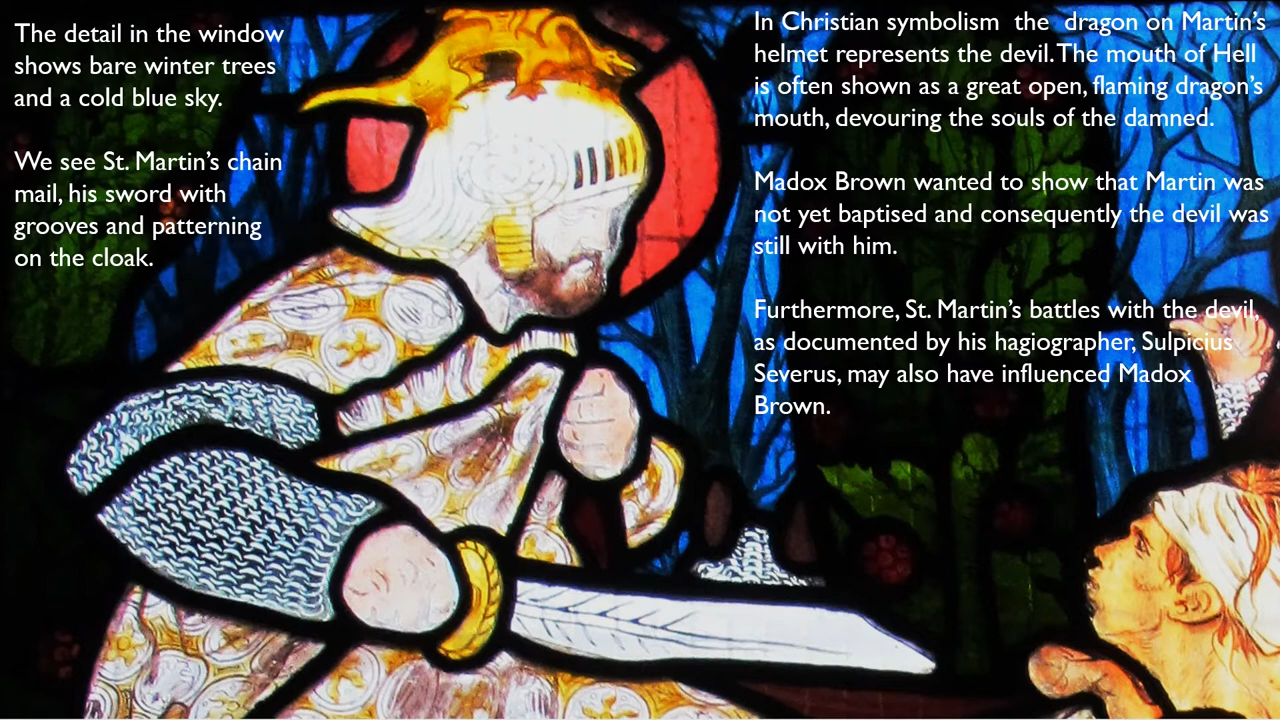 The detail in the window
shows bare winter trees
and a cold blue sky.
We see St. Martin’s chain
mail, his sword with
grooves and patterning
on the cloak.
In Christian symbolism the dragon on Martin’s
helmet represents the devil. The mouth of Hell
is often shown as a great open, flaming dragon’s
mouth, devouring the souls of the damned.
Madox Brown wanted to show that Martin was
not yet baptised and consequently the devil was
still with him.
Furthermore, St. Martin’s battles with the devil,
as documented by his hagiographer, Sulpicius
Severus, may also have influenced Madox
Brown.